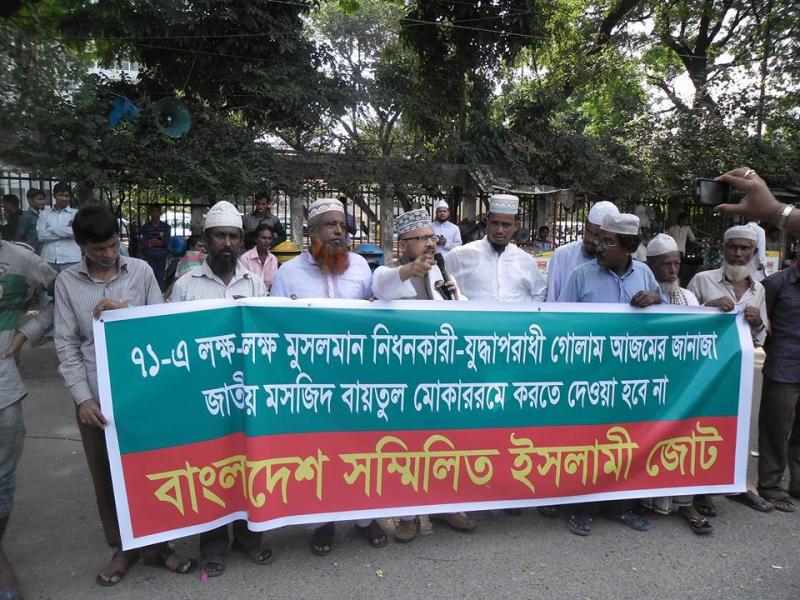 ৭১-এ লক্ষ-লক্ষ মুসলমান নিধনকারী-যুদ্ধাপরাধী গোলাম আজমের জানাজা
জাতীয় মসজিদ বায়তুল মোকাররমে করতে দেওয়া হবে না
বাংলাদেশ সম্মিলিত ইসলামী জোট